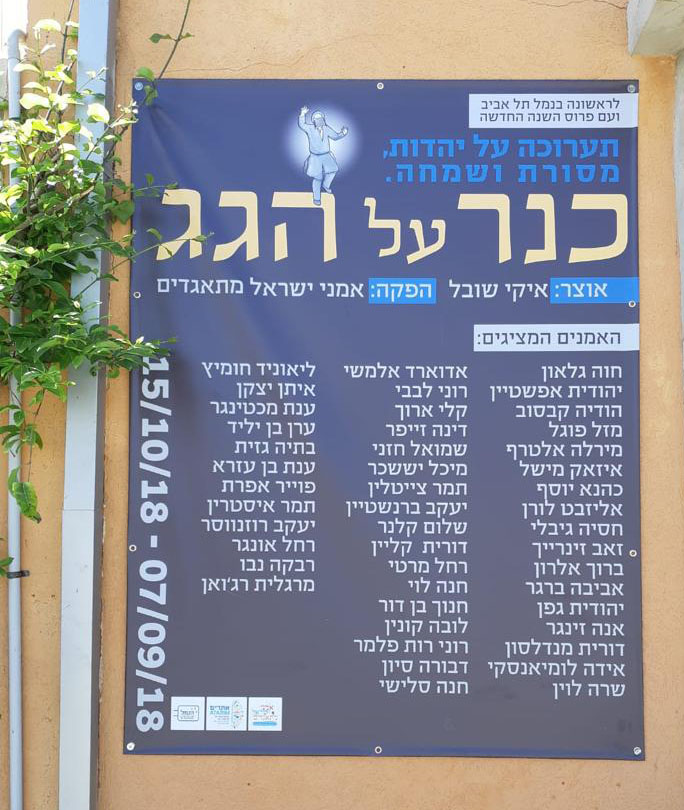 לראשונה בנמל תל אביב
ועם פרוס השנה החדשה
תערוכה על יהדות,
מסורת ושמחה.
כנר על הגג
אוצר: איקי שובל הפקה: אמני ישראל מתאגדים
האמנים המציגים:
חוה גלאון
יהודית אפשטיין
הודיה קבסוב
מזל פוגל
מירלה אלטרף
איזאק מישל
כהנא יוסף
אליזבט לורן
חסיה גיבלי
זאב זינרייך
ברוך אלרון
אביבה ברגר
יהודית גפן
אנה זינגר
דורית מנדלסון
אידה לומיאנסקי
שרה לוין
אדוארד אלמשי
רוני לבבי
קלי ארוך
דינה זייפר
שמואל חזני
מיכל יששכר
תמר צייטלין
יעקב ברנשטיין
שלום קלנר
דורית קליין
רחל מרטי
חנה לוי
חנוך בן דור
לובה קונין
רוני רות פלמר
דבורה סיון
חנה סלישי
ליאוניד חומיץ
איתן יצקן
ענת מכטינגר
ערן בן יליד
בתיה גזית
ענת בן עזרא
פוייר אפרת
תמר איסטרין
יעקב רוזנווסר
רחל אונגר
רבקה נבו
מרגלית רג'ואן
15/10/18 - 07/09/18